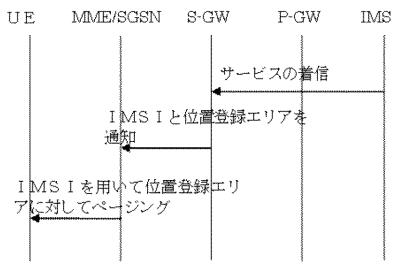 ＵＥ MME/SGSN S-GW P-GW IMS
サービスの着信
ＩＭＳＩと位置登録エリアを
通知
ＩＭＳＩを用いて位置登録エリ
アに対してページング